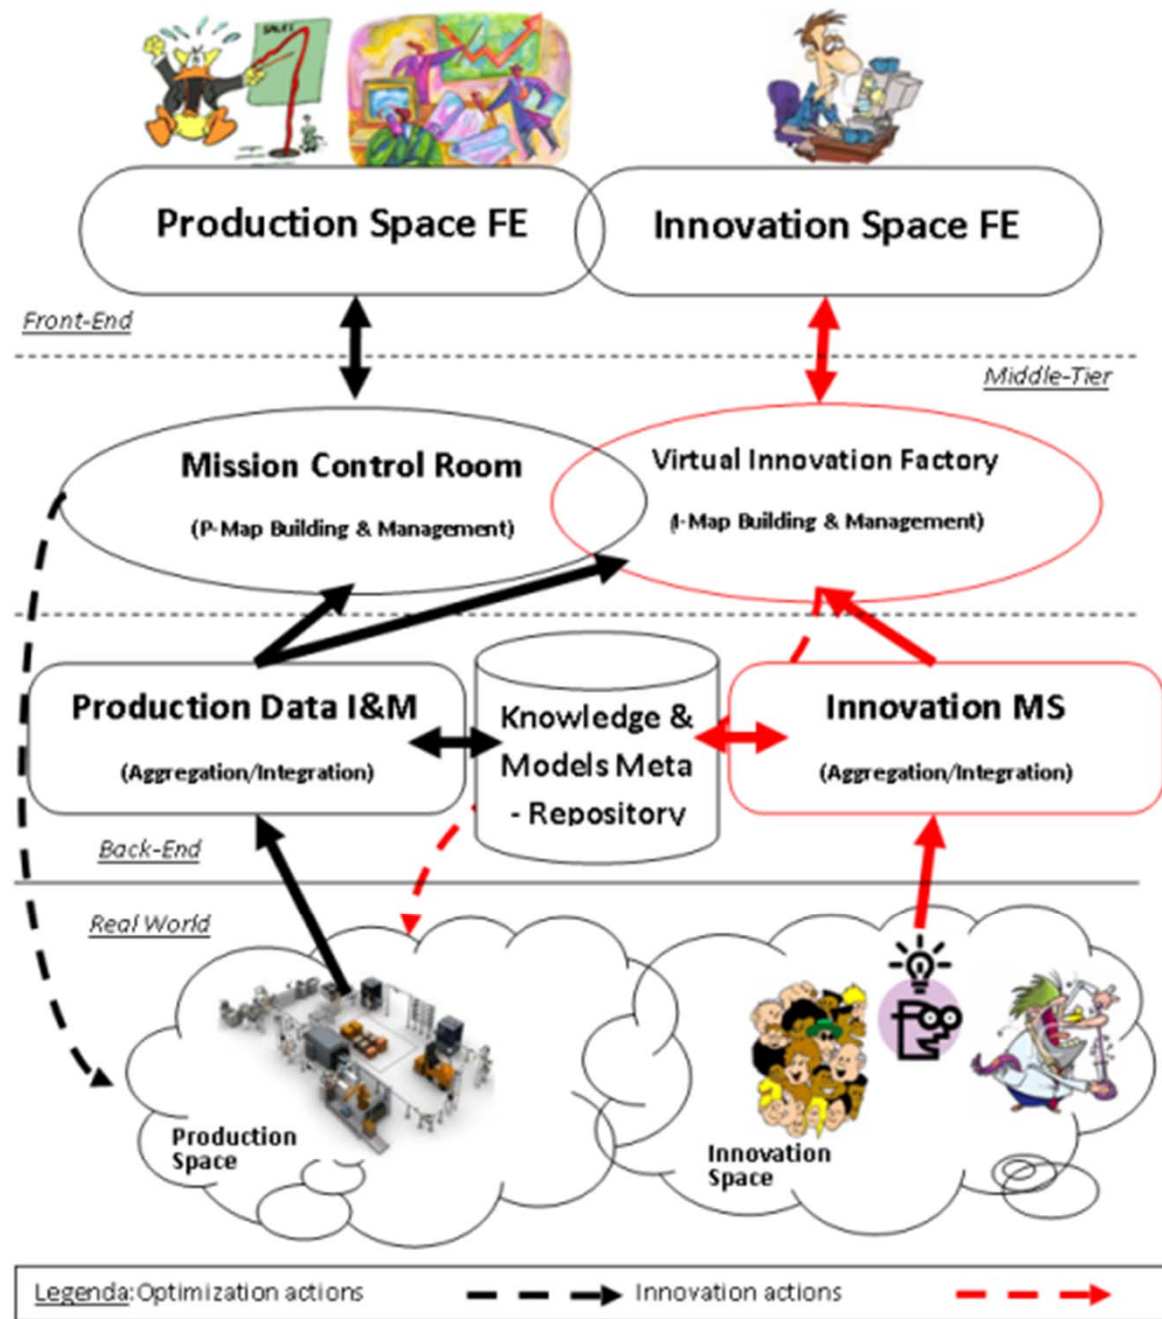 SALES
Production Space FE
Innovation Space FE
Front-End
Middle-Tier
Mission Control Room
(P-Map Building & Management)
Virtual Innovation Factory
(I-Map Building & Management)
Production Data I&M
(Aggregation/Integration)
Knowledge &
Models Meta
- Repository
Innovation MS
(Aggregation/Integration)
Back-End
Real World
Production
Space
Innovation
Space
Legenda:Optimization actions
Innovation actions